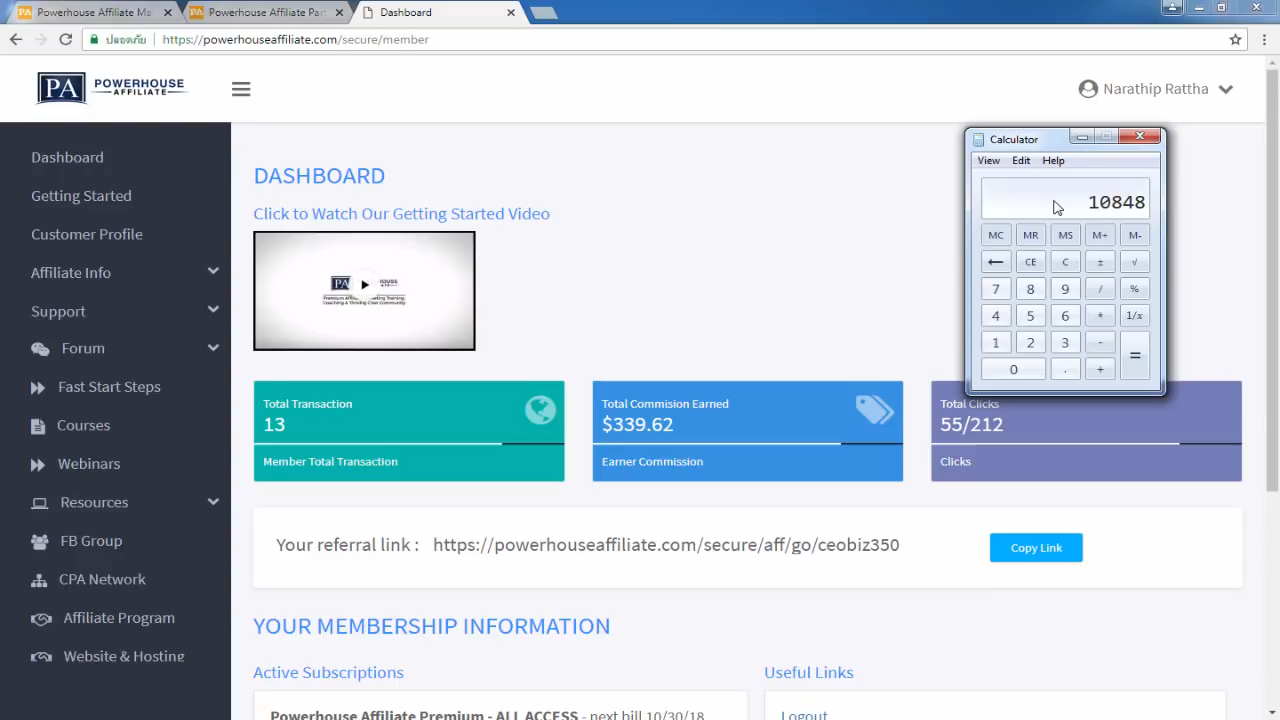 Powerhouse Affiliate Ma
Powerhouse Affiliate Par
Dashboard
ปลอดภัย
https://powerhouseaffiliate.com/secure/member
PA POWERHOUSE
AFFILIATE
Narathip Rattha
Dashboard
Getting Started
Customer Profile
Affiliate Info
Support
Forum
Fast Start Steps
Courses
Webinars
Resources
FB Group
CPA Network
Affiliate Program
Website & Hosting
DASHBOARD
Click to Watch Our Getting Started Video
PA
Calculator
View Edit Help
10848
MC MR MS M+ M-
← CE C ± √
7 8 9 / %
4 5 6 * 1/x
1 2 3 - =
0 . +
Total Transaction
13
Member Total Transaction
Total Commision Earned
$339.62
Earner Commission
Total Clicks
55/212
Clicks
Your referral link : https://powerhouseaffiliate.com/secure/aff/go/ceobiz350
Copy Link
YOUR MEMBERSHIP INFORMATION
Active Subscriptions
Useful Links
Powerhouse Affiliate Premium - ALL ACCESS - next bill 10/30/18
Logout